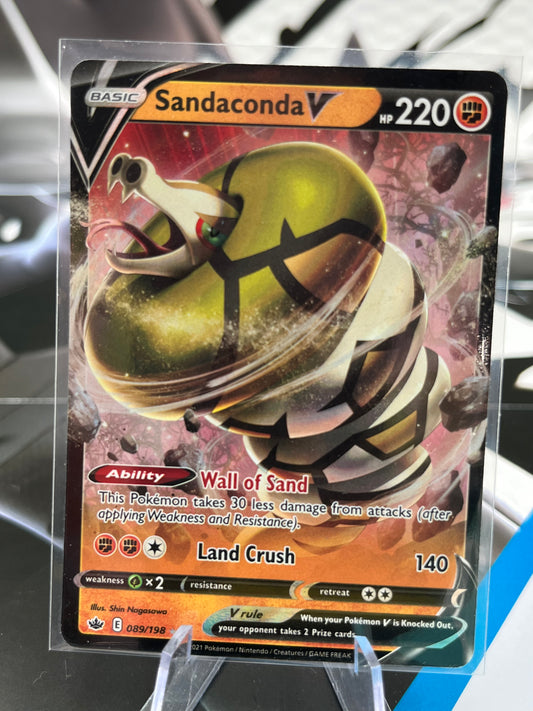 BASIC Sandaconda V HP 220
Ability Wall of Sand
This Pokémon takes 30 less damage from attacks (after
applying Weakness and Resistance).
Land Crush 140
weakness ×2 resistance retreat
Illus. Shin Nagasawa
V rule When your Pokémon V is Knocked Out,
your opponent takes 2 Prize cards.
E 089/198
2021 Pokémon / Nintendo / Creatures / GAME FREAK